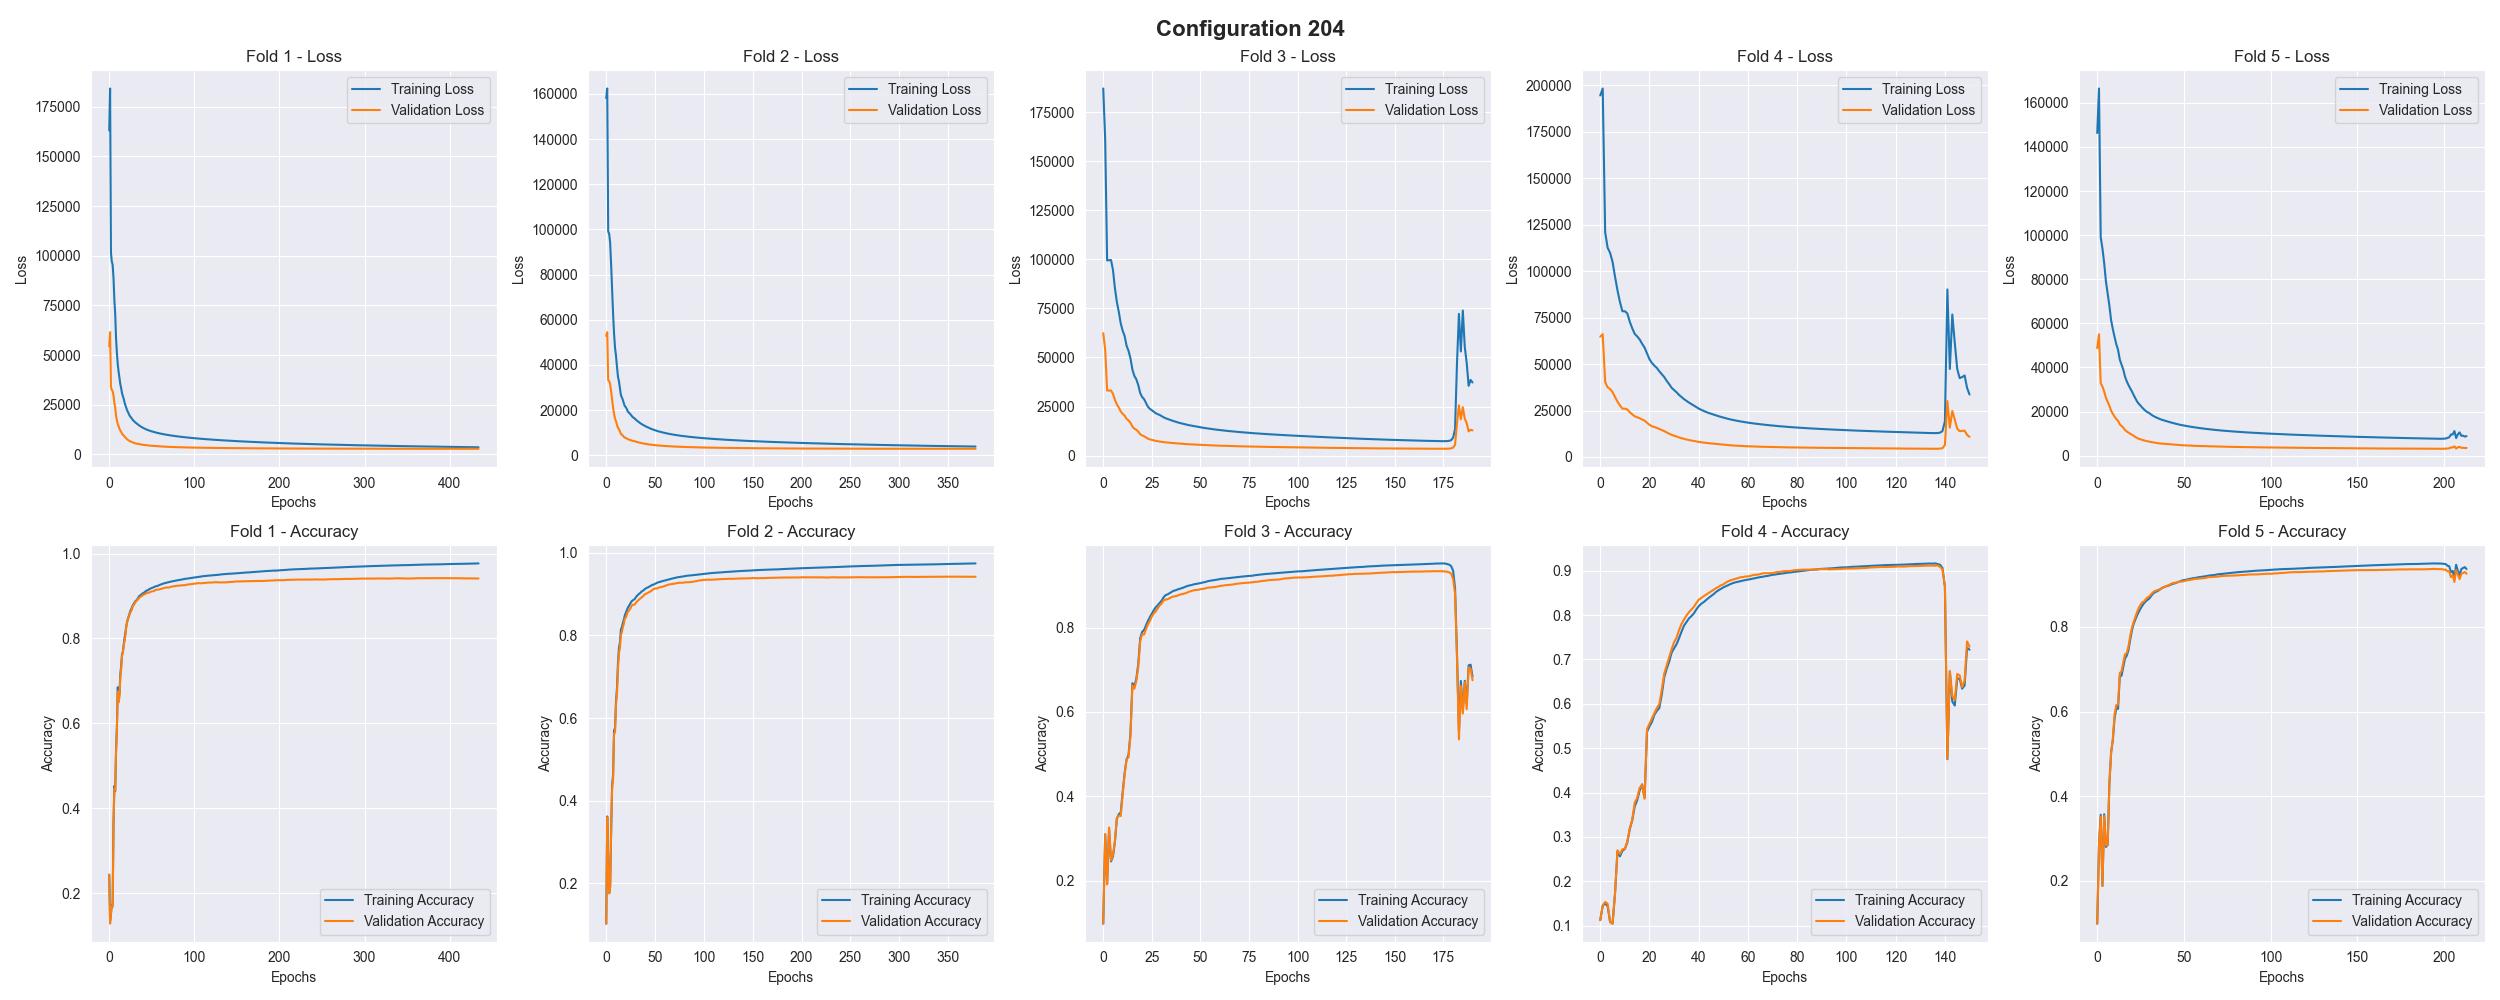 Configuration 204
Fold 1 - Loss
Loss
175000
150000
125000
100000
75000
50000
25000
0
Training Loss
Validation Loss
0 100 200 300 400
Epochs
Fold 2 - Loss
Loss
160000
140000
120000
100000
80000
60000
40000
20000
0
Training Loss
Validation Loss
0 50 100 150 200 250 300 350
Epochs
Fold 3 - Loss
Loss
175000
150000
125000
100000
75000
50000
25000
0
Training Loss
Validation Loss
0 25 50 75 100 125 150 175
Epochs
Fold 4 - Loss
Loss
200000
175000
150000
125000
100000
75000
50000
25000
0
Training Loss
Validation Loss
0 20 40 60 80 100 120 140
Epochs
Fold 5 - Loss
Loss
160000
140000
120000
100000
80000
60000
40000
20000
0
Training Loss
Validation Loss
0 50 100 150 200
Epochs
Fold 1 - Accuracy
Accuracy
1.0
0.8
0.6
0.4
0.2
Training Accuracy
Validation Accuracy
0 100 200 300 400
Epochs
Fold 2 - Accuracy
Accuracy
1.0
0.8
0.6
0.4
0.2
Training Accuracy
Validation Accuracy
0 50 100 150 200 250 300 350
Epochs
Fold 3 - Accuracy
Accuracy
0.8
0.6
0.4
0.2
Training Accuracy
Validation Accuracy
0 25 50 75 100 125 150 175
Epochs
Fold 4 - Accuracy
Accuracy
0.9
0.8
0.7
0.6
0.5
0.4
0.3
0.2
0.1
Training Accuracy
Validation Accuracy
0 20 40 60 80 100 120 140
Epochs
Fold 5 - Accuracy
Accuracy
0.8
0.6
0.4
0.2
Training Accuracy
Validation Accuracy
0 50 100 150 200
Epochs